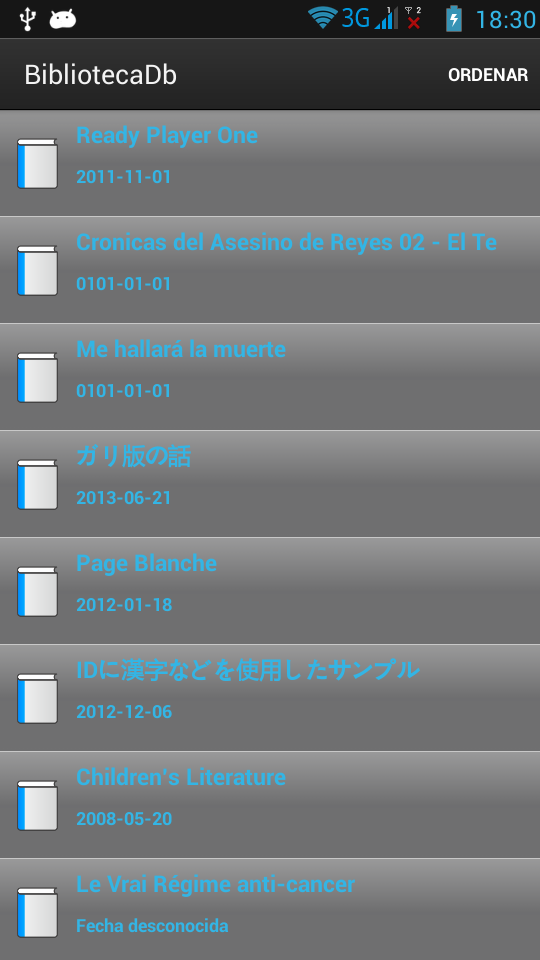 3G 1 2 18:30
BibliotecaDb ORDENAR
Ready Player One
2011-11-01
Cronicas del Asesino de Reyes 02 - El Te
0101-01-01
Me hallará la muerte
0101-01-01
ガリ版の話
2013-06-21
Page Blanche
2012-01-18
IDに漢字などを使用したサンプル
2012-12-06
Children's Literature
2008-05-20
Le Vrai Régime anti-cancer
Fecha desconocida